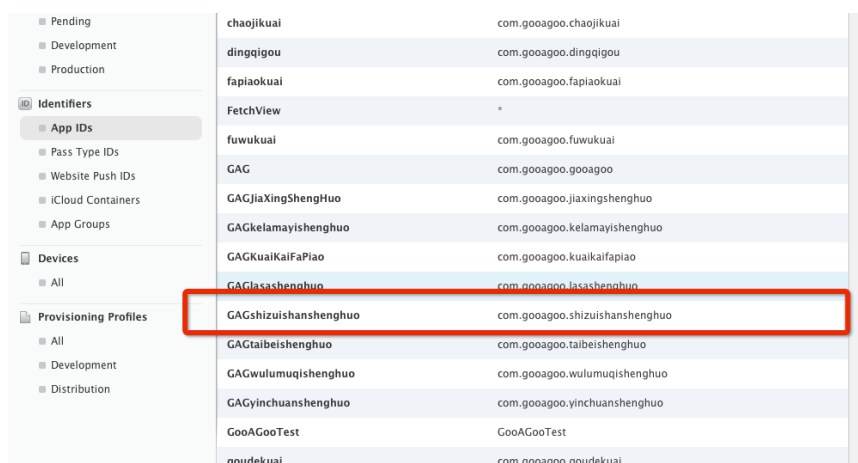 Pending
Development
Production
Identifiers
App IDs
Pass Type IDs
Website Push IDs
iCloud Containers
App Groups
Devices
All
Provisioning Profiles
All
Development
Distribution
chaojikuai com.gooagoo.chaojikuai
dingqigou com.gooagoo.dingqigou
fapiaokuai com.gooagoo.fapiaokuai
FetchView *
fuwukuai com.gooagoo.fuwukuai
GAG com.gooagoo.gooagoo
GAGJiaXingShengHuo com.gooagoo.jiaxingshenghuo
GAGkelamayishenghuo com.gooagoo.kelamayishenghuo
GAGKuaiKaiFaPiao com.gooagoo.kuaikaifapiao
GAGlasashenghuo com.gooagoo.lasashenghuo
GAGshizuishanshenghuo com.gooagoo.shizuishanshenghuo
GAGtaibeishenghuo com.gooagoo.taibeishenghuo
GAGwulumuqishenghuo com.gooagoo.wulumuqishenghuo
GAGyinchuanshenghuo com.gooagoo.yinchuanshenghuo
GooAGooTest GooAGooTest
goudekuai com.gooagoo.goudekuai